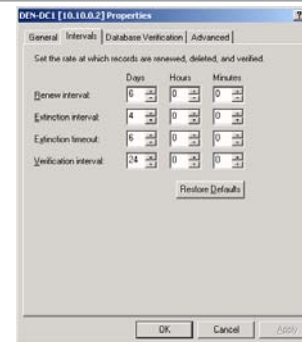 DEN-DC1 [10.10.0.2] Properties ?
General Intervals Database Verification Advanced
Set the rate at which records are renewed, deleted, and verified.
Days Hours Minutes
Renew interval: 6 0 0
Extinction interval: 4 0 0
Extinction timeout: 6 0 0
Verification interval: 24 0 0
Restore Defaults
OK Cancel Apply